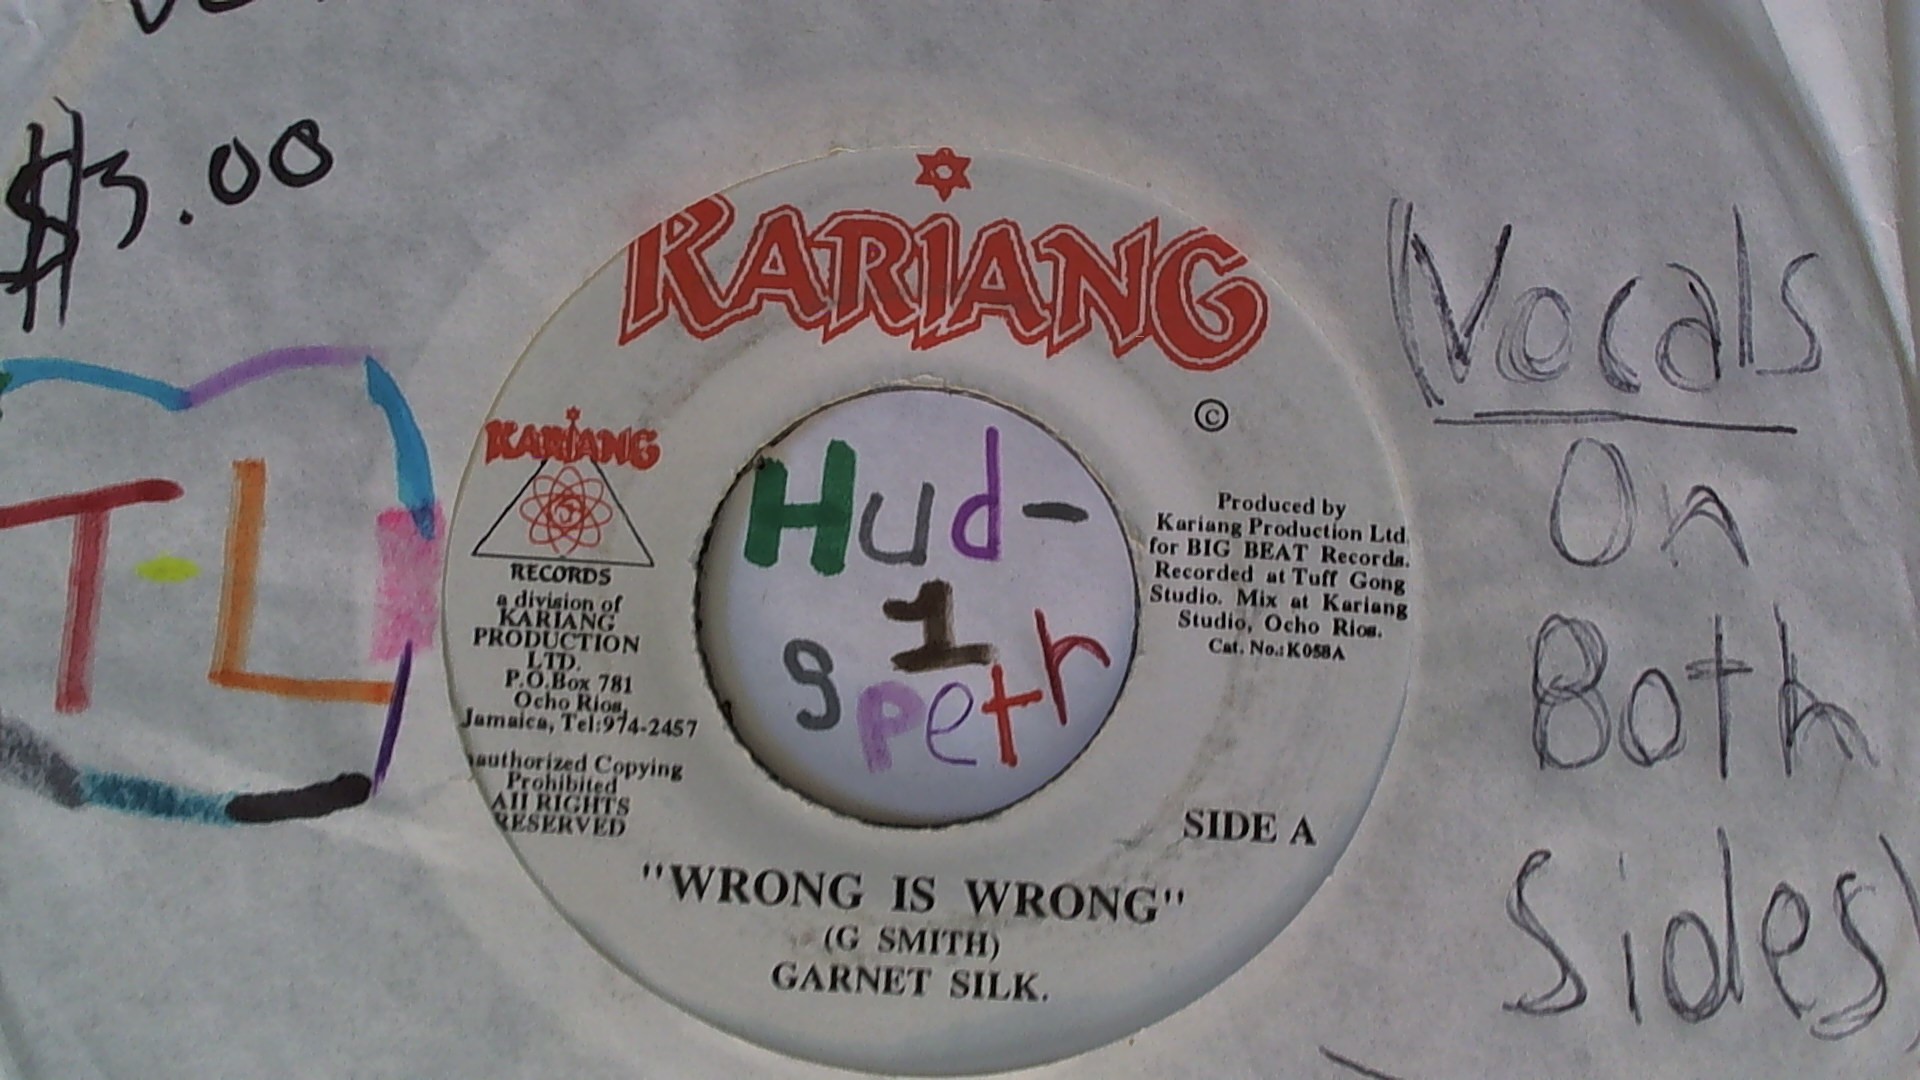 $3.00
T-L
KARIANG
KARIANG
RECORDS
a division of
KARIANG
PRODUCTION
LTD.
P.O.Box 781
Ocho Rios,
Jamaica, Tel:974-2457
authorized Copying
Prohibited
All RIGHTS
RESERVED
Hud-
1
speth
©
Produced by
Kariang Production Ltd.
for BIG BEAT Records.
Recorded at Tuff Gong
Studio. Mix at Kariang
Studio, Ocho Rios.
Cat. No.:K058A
SIDE A
"WRONG IS WRONG"
(G SMITH)
GARNET SILK.
(Vocals
On
Both
Sides)